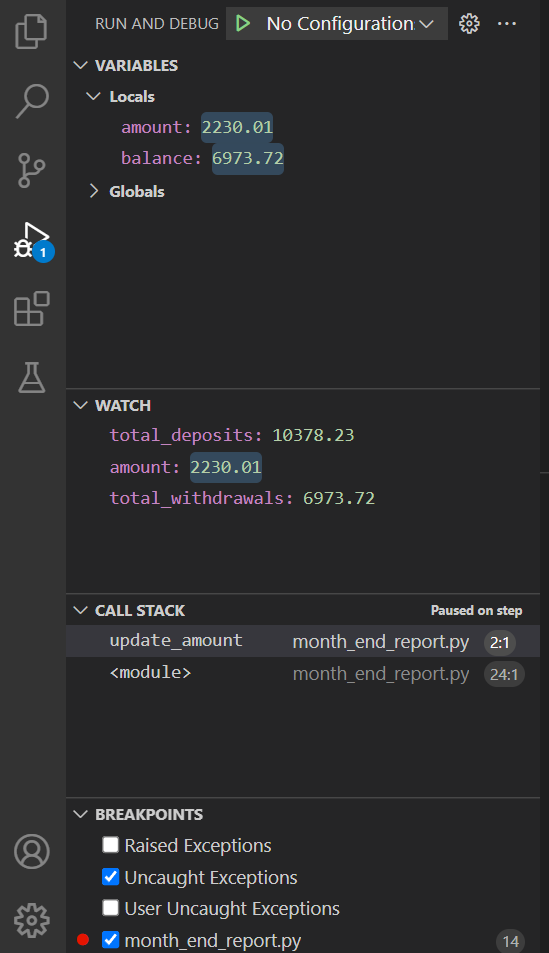 RUN AND DEBUG No Configuration
VARIABLES
Locals
amount: 2230.01
balance: 6973.72
Globals
1
WATCH
total_deposits: 10378.23
amount: 2230.01
total_withdrawals: 6973.72
CALL STACK Paused on step
update_amount month_end_report.py 2:1
<module> month_end_report.py 24:1
BREAKPOINTS
Raised Exceptions
Uncaught Exceptions
User Uncaught Exceptions
month_end_report.py 14